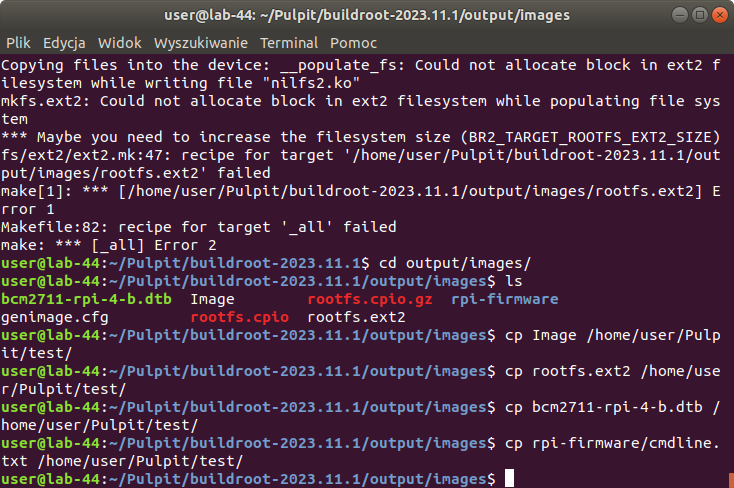 user@lab-44: ~/Pulpit/buildroot-2023.11.1/output/images
Plik Edycja Widok Wyszukiwanie Terminal Pomoc
Copying files into the device: __populate_fs: Could not allocate block in ext2 f
ilesystem while writing file "nilfs2.ko"
mkfs.ext2: Could not allocate block in ext2 filesystem while populating file sys
tem
*** Maybe you need to increase the filesystem size (BR2_TARGET_ROOTFS_EXT2_SIZE)
fs/ext2/ext2.mk:47: recipe for target '/home/user/Pulpit/buildroot-2023.11.1/out
put/images/rootfs.ext2' failed
make[1]: *** [/home/user/Pulpit/buildroot-2023.11.1/output/images/rootfs.ext2] E
rror 1
Makefile:82: recipe for target '_all' failed
make: *** [_all] Error 2
user@lab-44:~/Pulpit/buildroot-2023.11.1$ cd output/images/
user@lab-44:~/Pulpit/buildroot-2023.11.1/output/images$ ls
bcm2711-rpi-4-b.dtb  Image        rootfs.cpio.gz  rpi-firmware
genimage.cfg         rootfs.cpio  rootfs.ext2
user@lab-44:~/Pulpit/buildroot-2023.11.1/output/images$ cp Image /home/user/Pulp
it/test/
user@lab-44:~/Pulpit/buildroot-2023.11.1/output/images$ cp rootfs.ext2 /home/use
r/Pulpit/test/
user@lab-44:~/Pulpit/buildroot-2023.11.1/output/images$ cp bcm2711-rpi-4-b.dtb /
home/user/Pulpit/test/
user@lab-44:~/Pulpit/buildroot-2023.11.1/output/images$ cp rpi-firmware/cmdline.
txt /home/user/Pulpit/test/
user@lab-44:~/Pulpit/buildroot-2023.11.1/output/images$